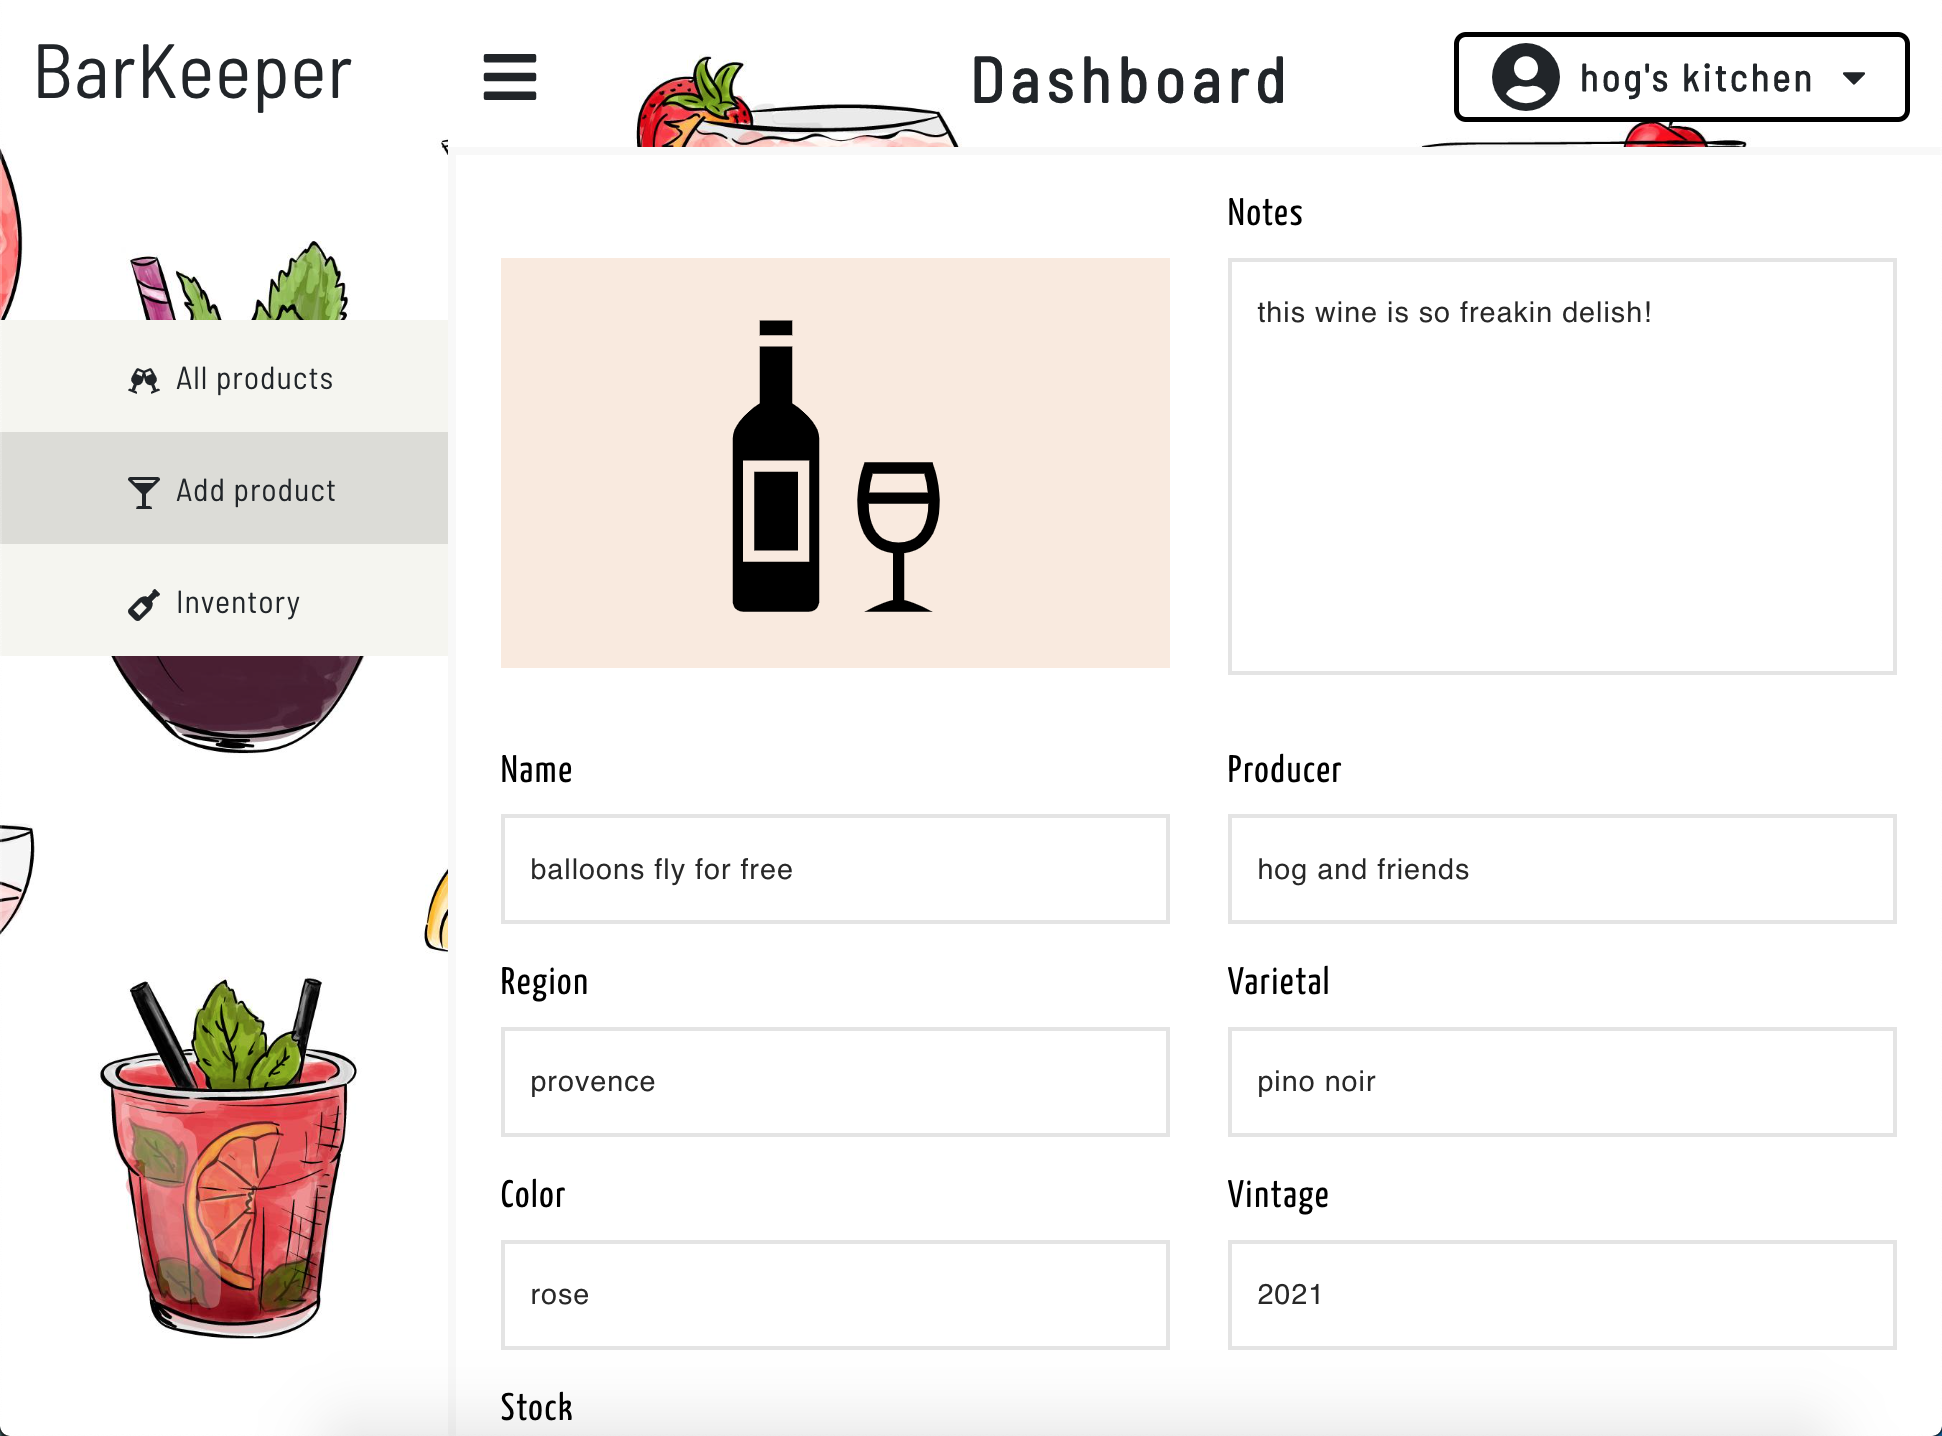 BarKeeper
Dashboard
hog's kitchen
All products
Add product
Inventory
Notes
this wine is so freakin delish!
Name
balloons fly for free
Producer
hog and friends
Region
provence
Varietal
pino noir
Color
rose
Vintage
2021
Stock